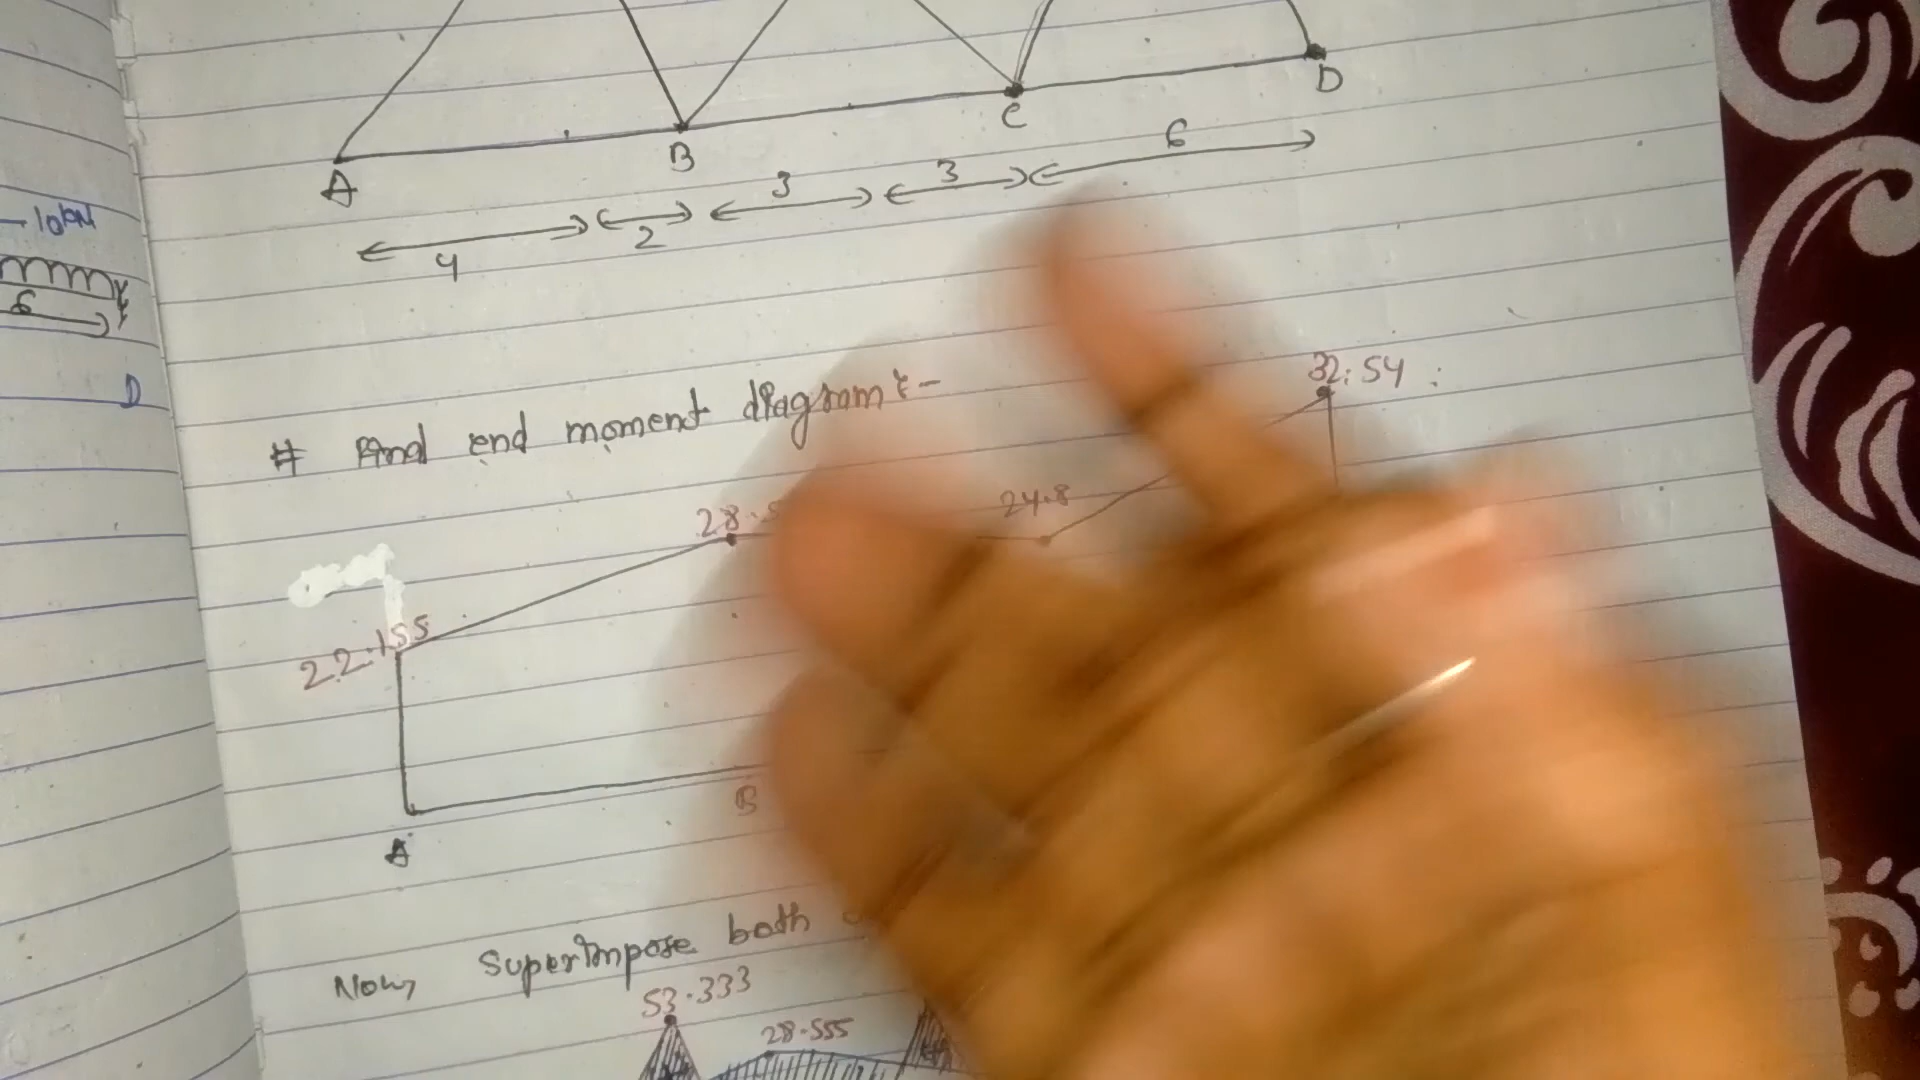 10KN
6
D
A
B
C
D
4
2
3
3
6
# And end moment diagram:-
32.54
28.5
24.8
22.155
A
B
Now, Superimpose both
53.333
28.555